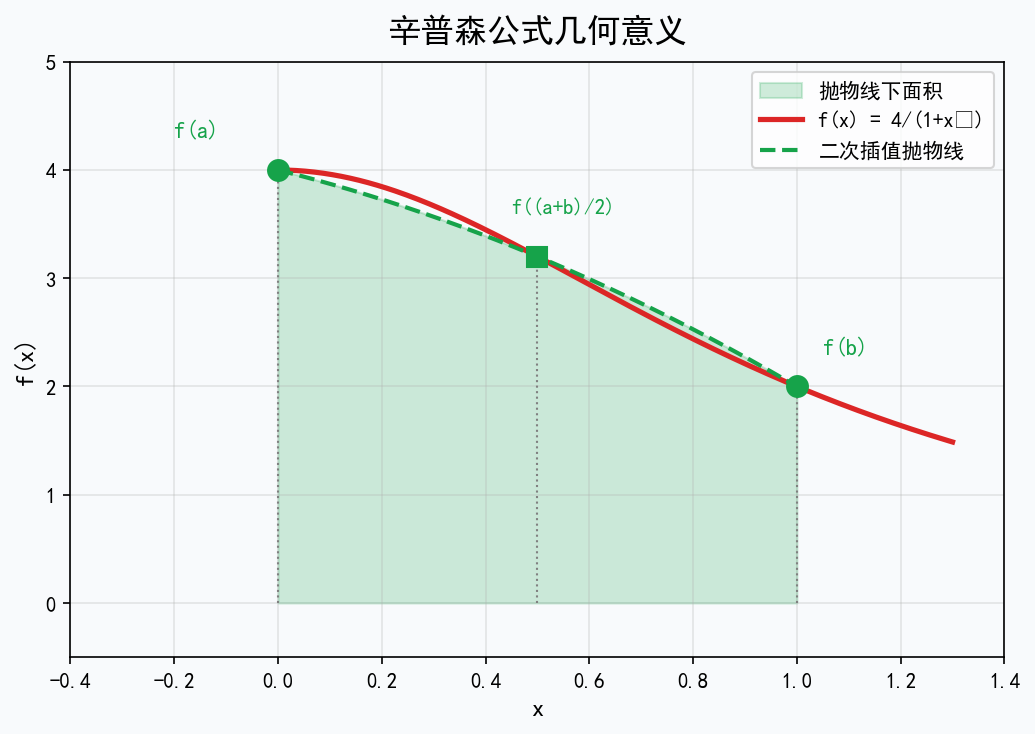 辛普森公式几何意义
抛物线下面积
f(x) = 4/(1+x□)
二次插值抛物线
f(a)
f((a+b)/2)
f(b)
f(x)
5
4
3
2
1
0
-0.4 -0.2 0.0 0.2 0.4 0.6 0.8 1.0 1.2 1.4
x